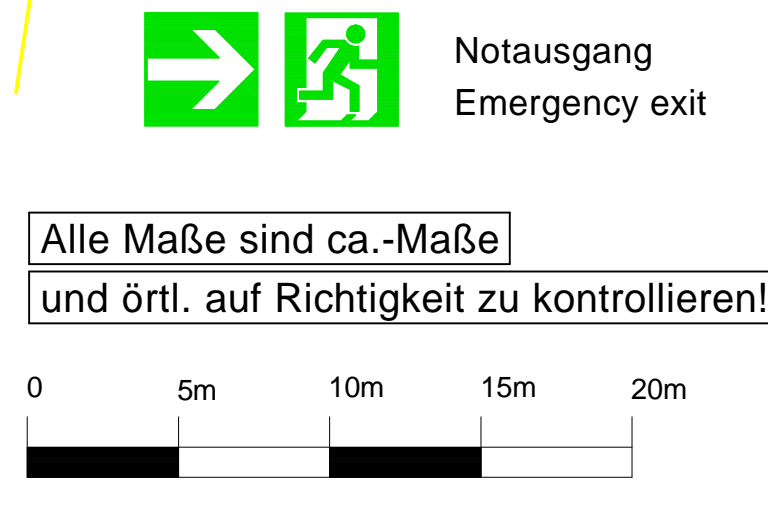 Notausgang
Emergency exit
Alle Maße sind ca.-Maße
und örtl. auf Richtigkeit zu kontrollieren!
0 5m 10m 15m 20m